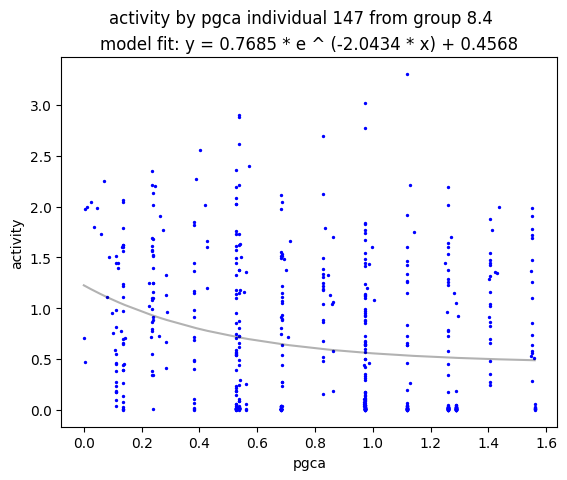 activity by pgca individual 147 from group 8.4
model fit: y = 0.7685 * e ^ (-2.0434 * x) + 0.4568
3.0
2.5
2.0
1.5
1.0
0.5
0.0
activity
0.0 0.2 0.4 0.6 0.8 1.0 1.2 1.4 1.6
pgca